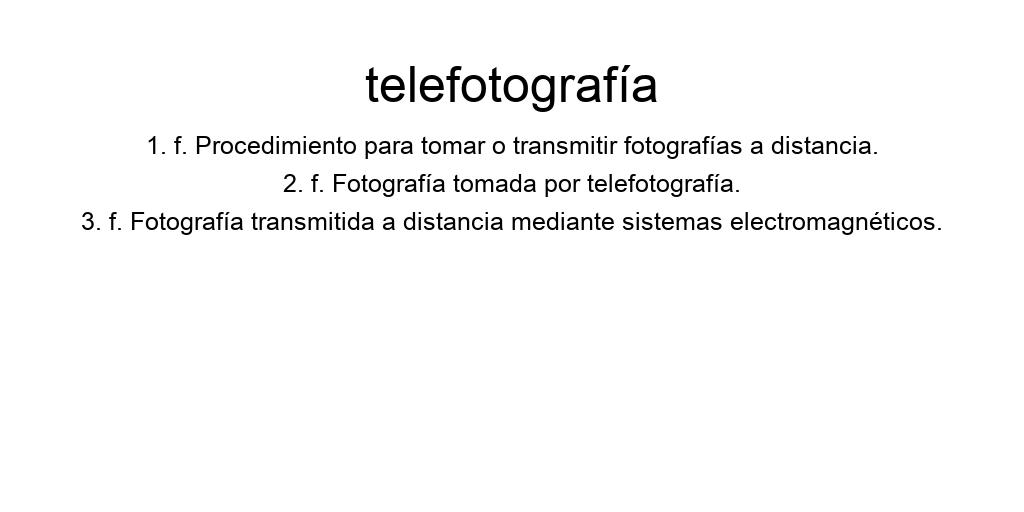 telefotografía
1. f. Procedimiento para tomar o transmitir fotografías a distancia.
2. f. Fotografía tomada por telefotografía.
3. f. Fotografía transmitida a distancia mediante sistemas electromagnéticos.